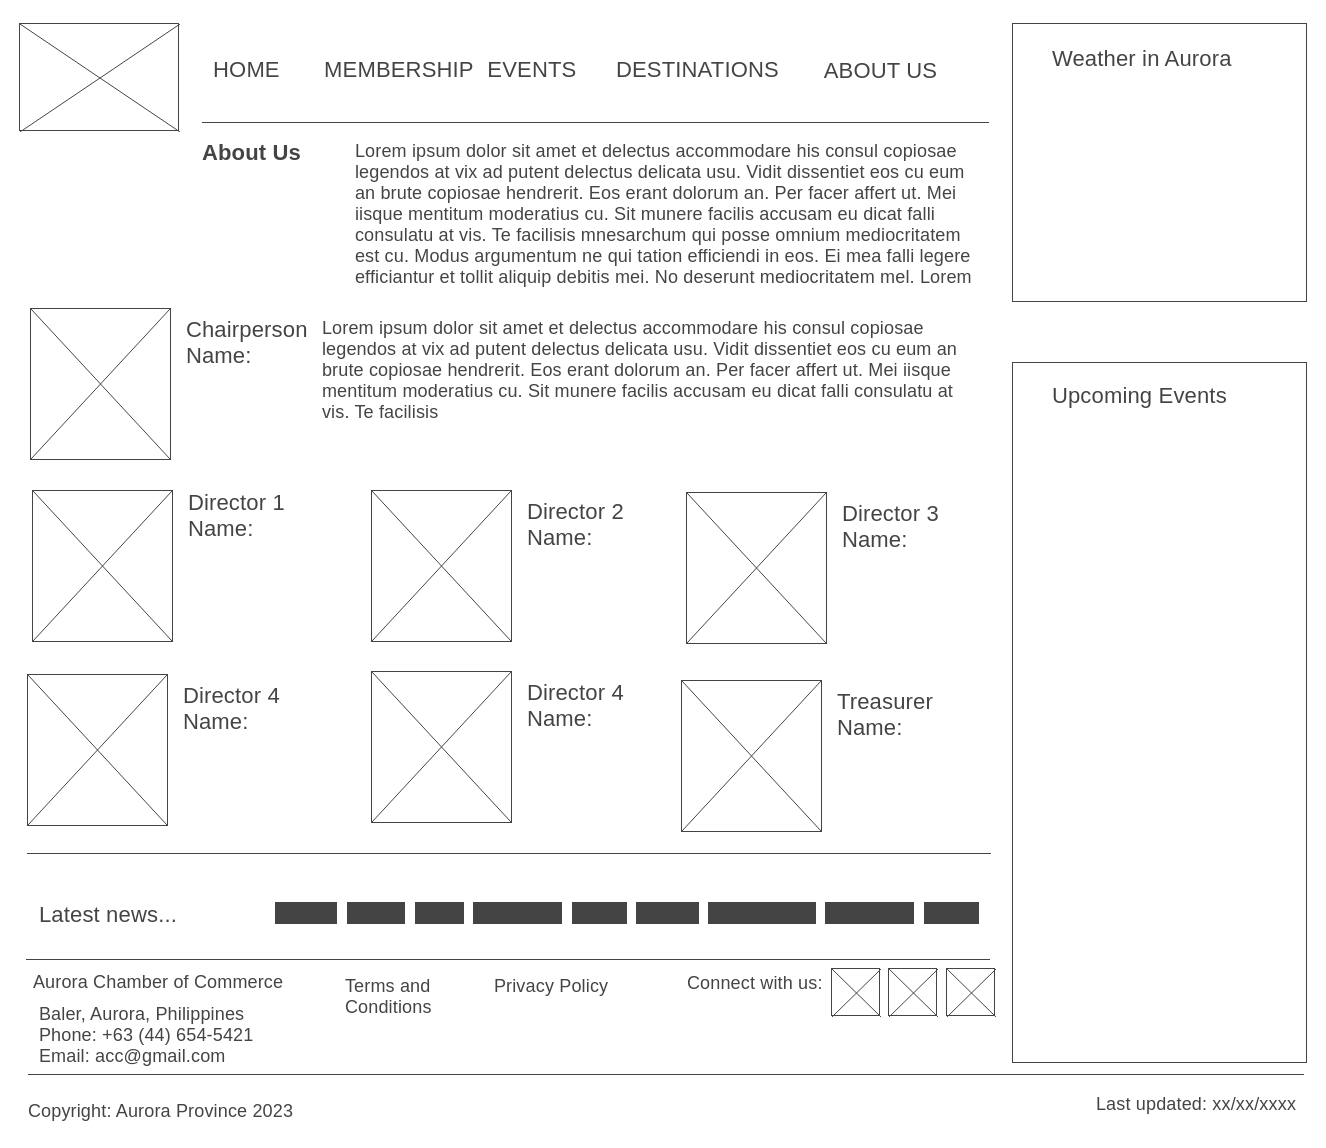 HOME MEMBERSHIP EVENTS DESTINATIONS ABOUT US
Weather in Aurora
About Us
Lorem ipsum dolor sit amet et delectus accommodare his consul copiosae
legendos at vix ad putent delectus delicata usu. Vidit dissentiet eos cu eum
an brute copiosae hendrerit. Eos erant dolorum an. Per facer affert ut. Mei
iisque mentitum moderatius cu. Sit munere facilis accusam eu dicat falli
consulatu at vis. Te facilisis mnesarchum qui posse omnium mediocritatem
est cu. Modus argumentum ne qui tation efficiendi in eos. Ei mea falli legere
efficiantur et tollit aliquip debitis mei. No deserunt mediocritatem mel. Lorem
Chairperson
Name:
Lorem ipsum dolor sit amet et delectus accommodare his consul copiosae
legendos at vix ad putent delectus delicata usu. Vidit dissentiet eos cu eum an
brute copiosae hendrerit. Eos erant dolorum an. Per facer affert ut. Mei iisque
mentitum moderatius cu. Sit munere facilis accusam eu dicat falli consulatu at
vis. Te facilisis
Upcoming Events
Director 1
Name:
Director 2
Name:
Director 3
Name:
Director 4
Name:
Director 4
Name:
Treasurer
Name:
Latest news...
Aurora Chamber of Commerce
Baler, Aurora, Philippines
Phone: +63 (44) 654-5421
Email: acc@gmail.com
Terms and
Conditions
Privacy Policy
Connect with us:
Copyright: Aurora Province 2023
Last updated: xx/xx/xxxx